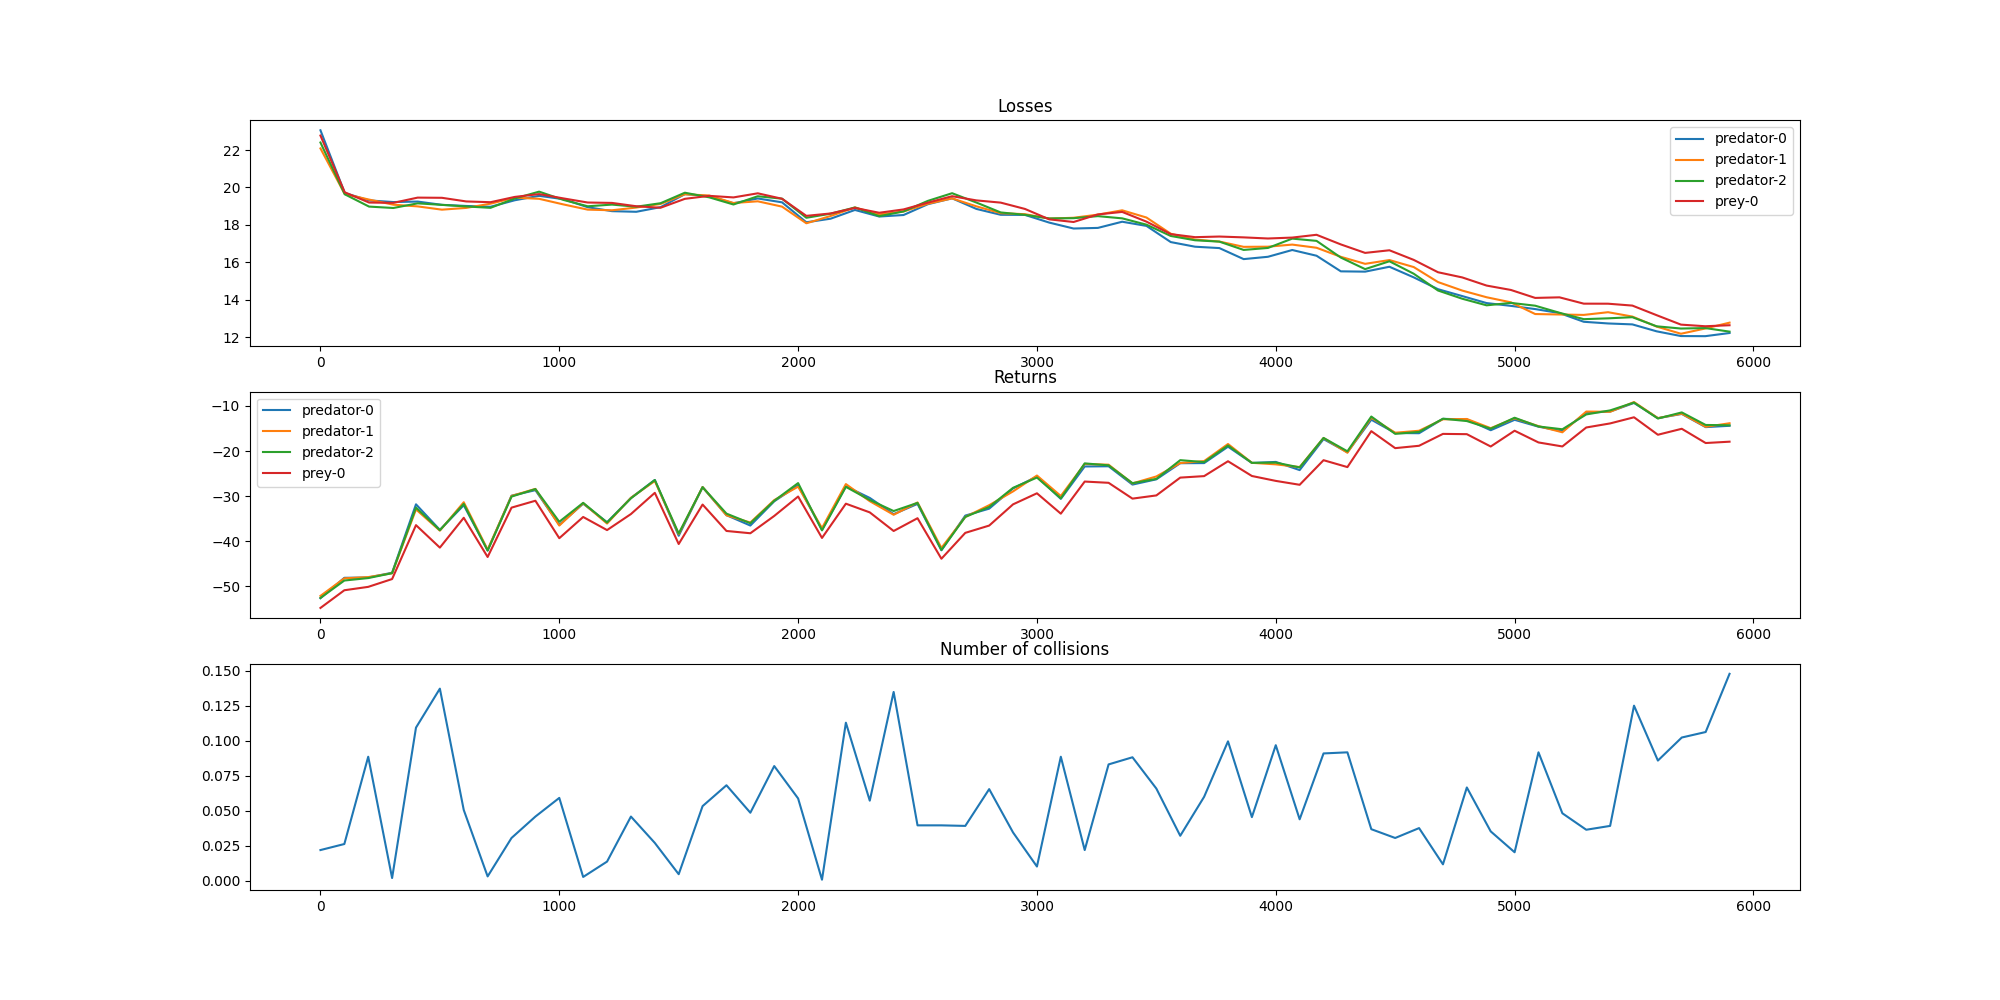 Losses
22
20
18
16
14
12
predator-0
predator-1
predator-2
prey-0
0 1000 2000 3000 4000 5000 6000
Returns
−10
−20
−30
−40
−50
predator-0
predator-1
predator-2
prey-0
0 1000 2000 3000 4000 5000 6000
Number of collisions
0.150
0.125
0.100
0.075
0.050
0.025
0.000
0 1000 2000 3000 4000 5000 6000